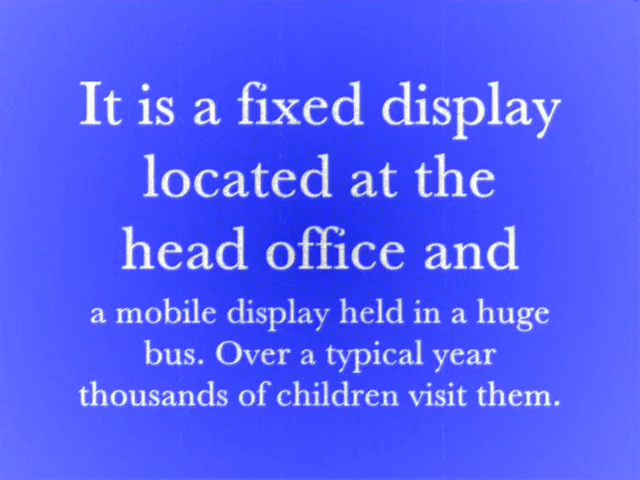 It is a fixed display
located at the
head office and
a mobile display held in a huge
bus. Over a typical year
thousands of children visit them.